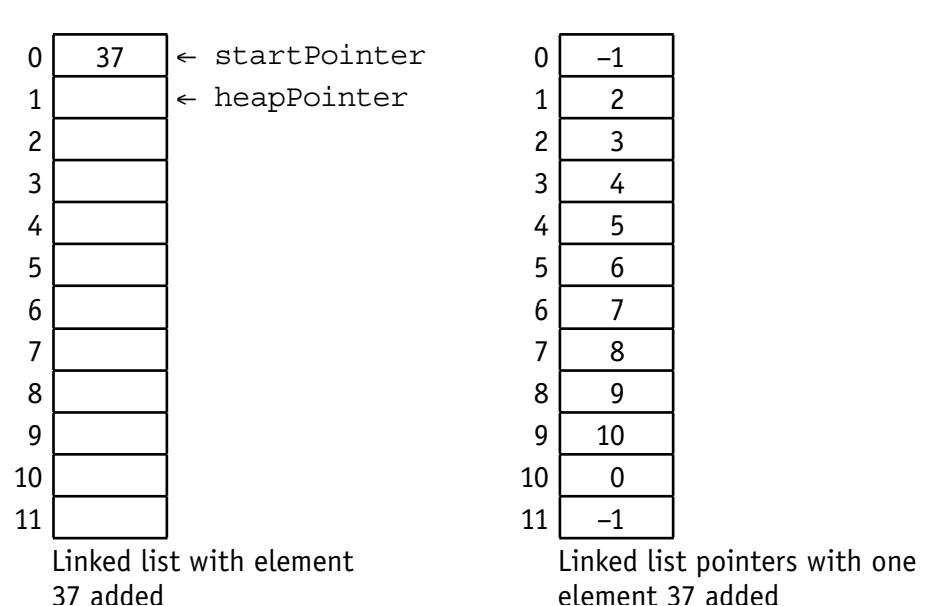 0 37 ← startPointer 0 –1
1 ← heapPointer 1 2
2 2 3
3 3 4
4 4 5
5 5 6
6 6 7
7 7 8
8 8 9
9 9 10
10 10 0
11 11 –1
Linked list with element
37 added
Linked list pointers with one
element 37 added